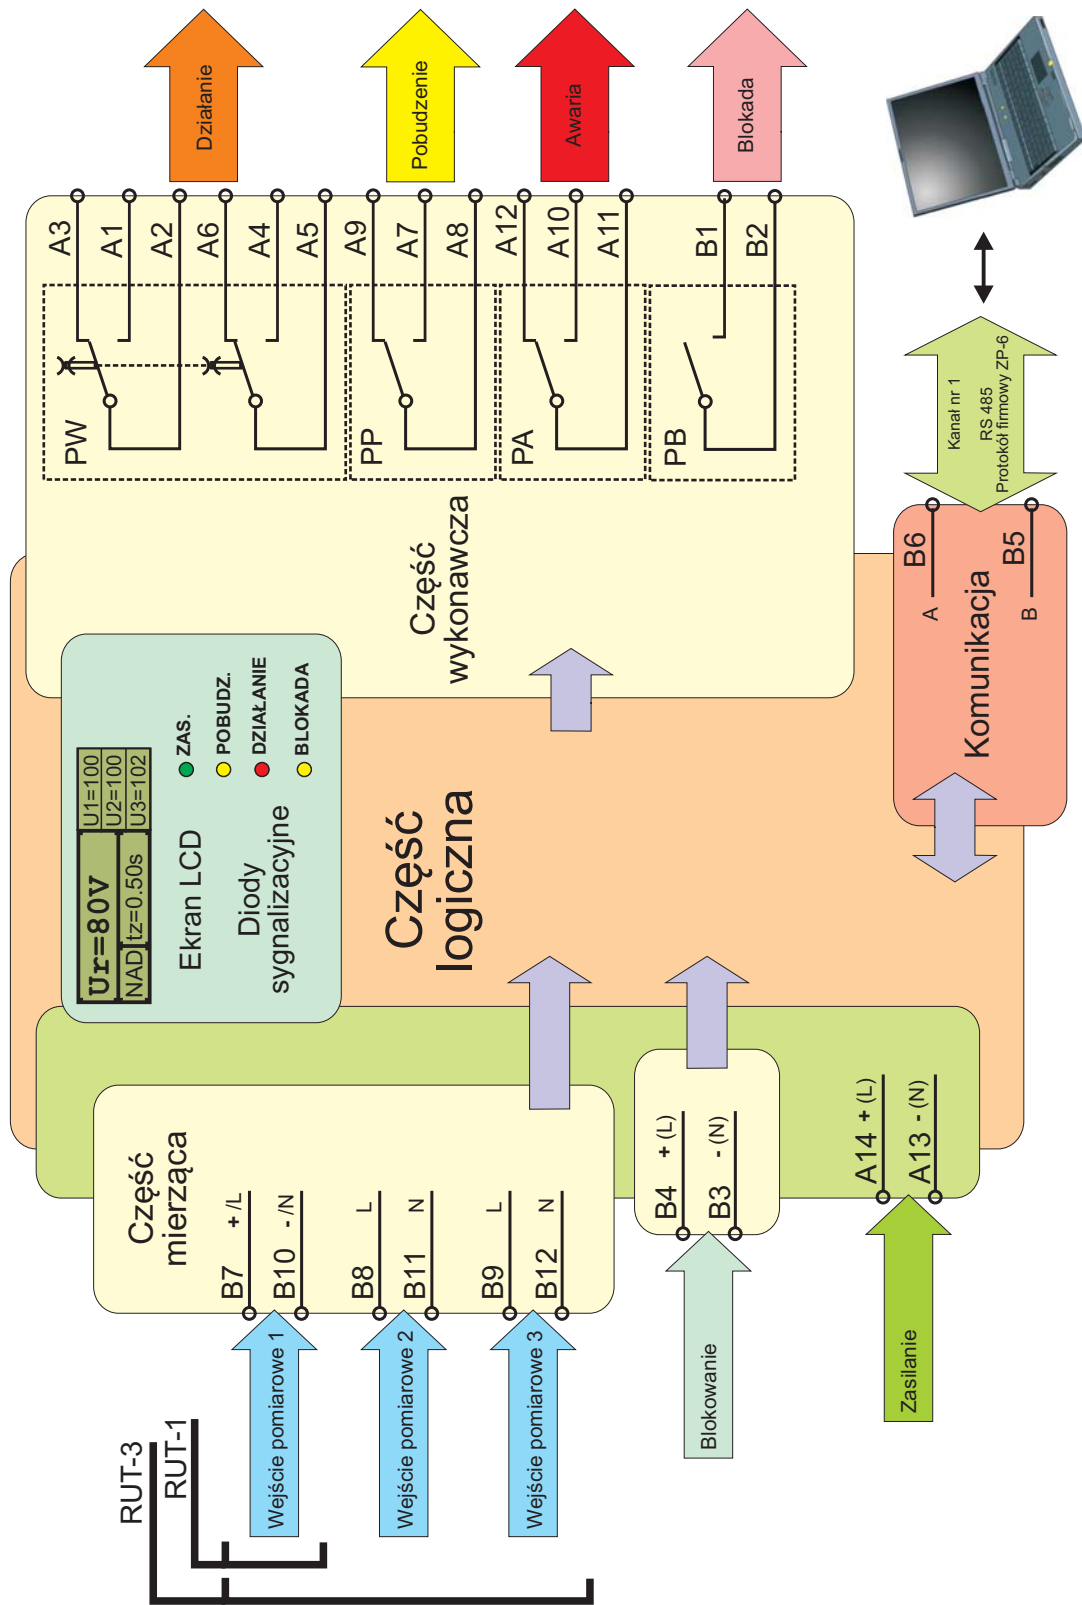 RUT-3
RUT-1
Wejście pomiarowe 1
Wejście pomiarowe 2
Wejście pomiarowe 3
Blokowanie
Zasilanie
Część
mierząca
B7 + /L
B10 - /N
B8 L
B11 N
B9 L
B12 N
B4 + (L)
B3 - (N)
A14 + (L)
A13 - (N)
Ur=80V
NAD
tz=0.50s
U1=100
U2=100
U3=102
Ekran LCD
Diody
sygnalizacyjne
ZAS.
POBUDZ.
DZIAŁANIE
BLOKADA
Część
logiczna
Część
wykonawcza
Komunikacja
A
B6
B
B5
PW
PP
PA
PB
A3
A1
A2
A6
A4
A5
A9
A7
A8
A12
A10
A11
B1
B2
Działanie
Pobudzenie
Awaria
Blokada
Kanał nr 1
RS 485
Protokół firmowy ZP-6